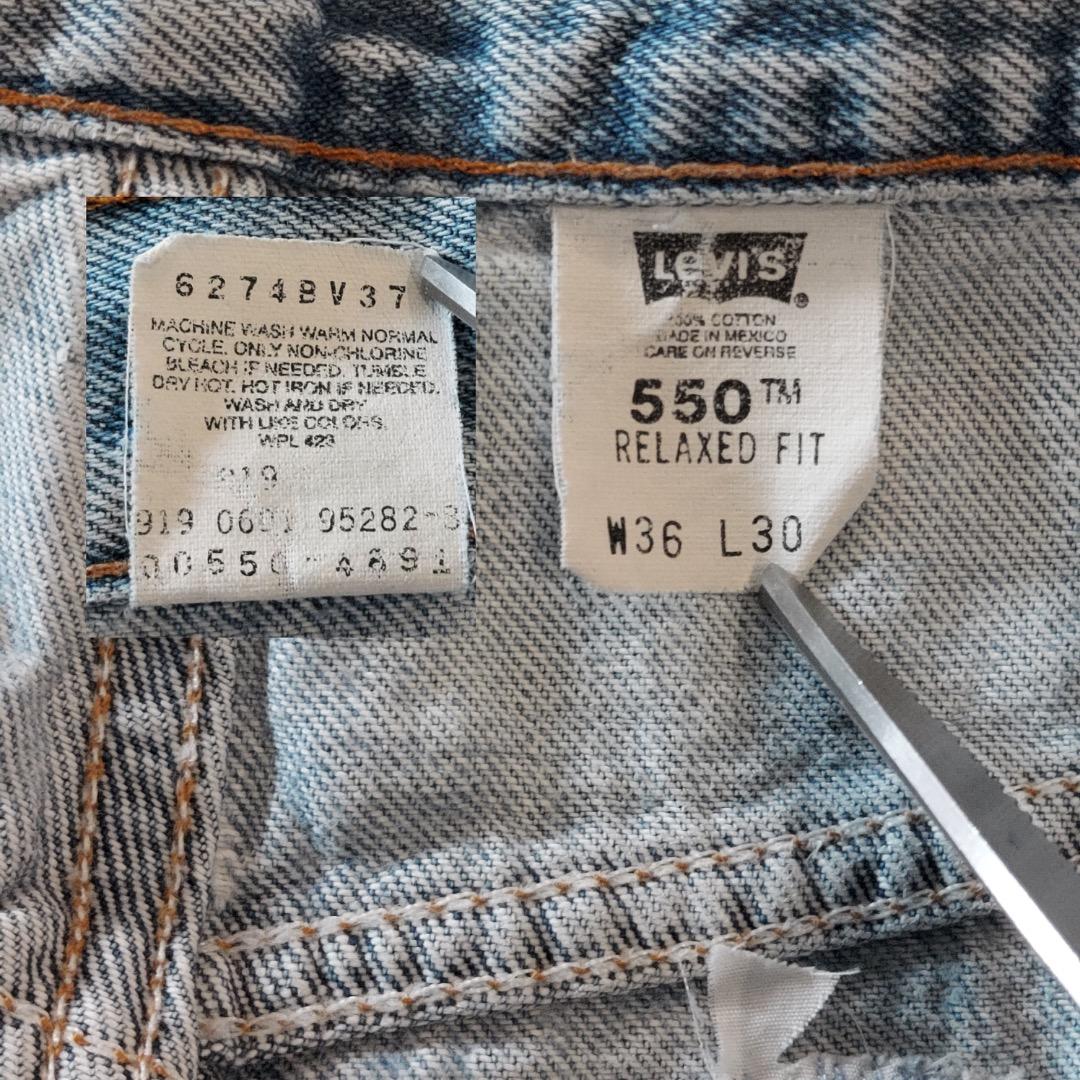 6274BV37
MACHINE WASH WARM NORMAL
CYCLE. ONLY NON-CHLORINE
BLEACH IF NEEDED. TUMBLE
DRY HOT. HOT IRON IF NEEDED.
WASH AND DRY
WITH LIKE COLORS.
WPL 423
919
919 95282-3
LEVI'S®
100% COTTON
MADE IN MEXICO
CARE ON REVERSE
550™
RELAXED FIT
W36 L30